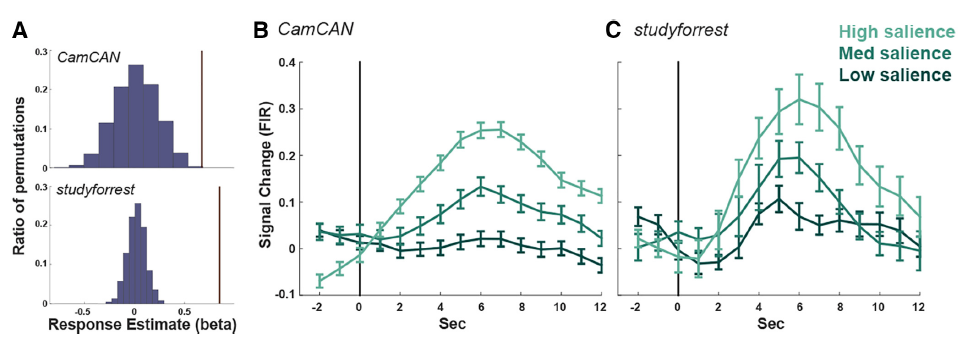 A
CamCAN
0.3
0.2
0.1
0
studyforrest
0.3
0.2
0.1
0
-0.5 0 0.5
Ratio of permutations
Response Estimate (beta)
B CamCAN
0.4
0.3
0.2
0.1
0
-0.1
Signal Change (FIR)
-2 0 2 4 6 8 10 12
Sec
C studyforrest
-2 0 2 4 6 8 10 12
Sec
High salience
Med salience
Low salience